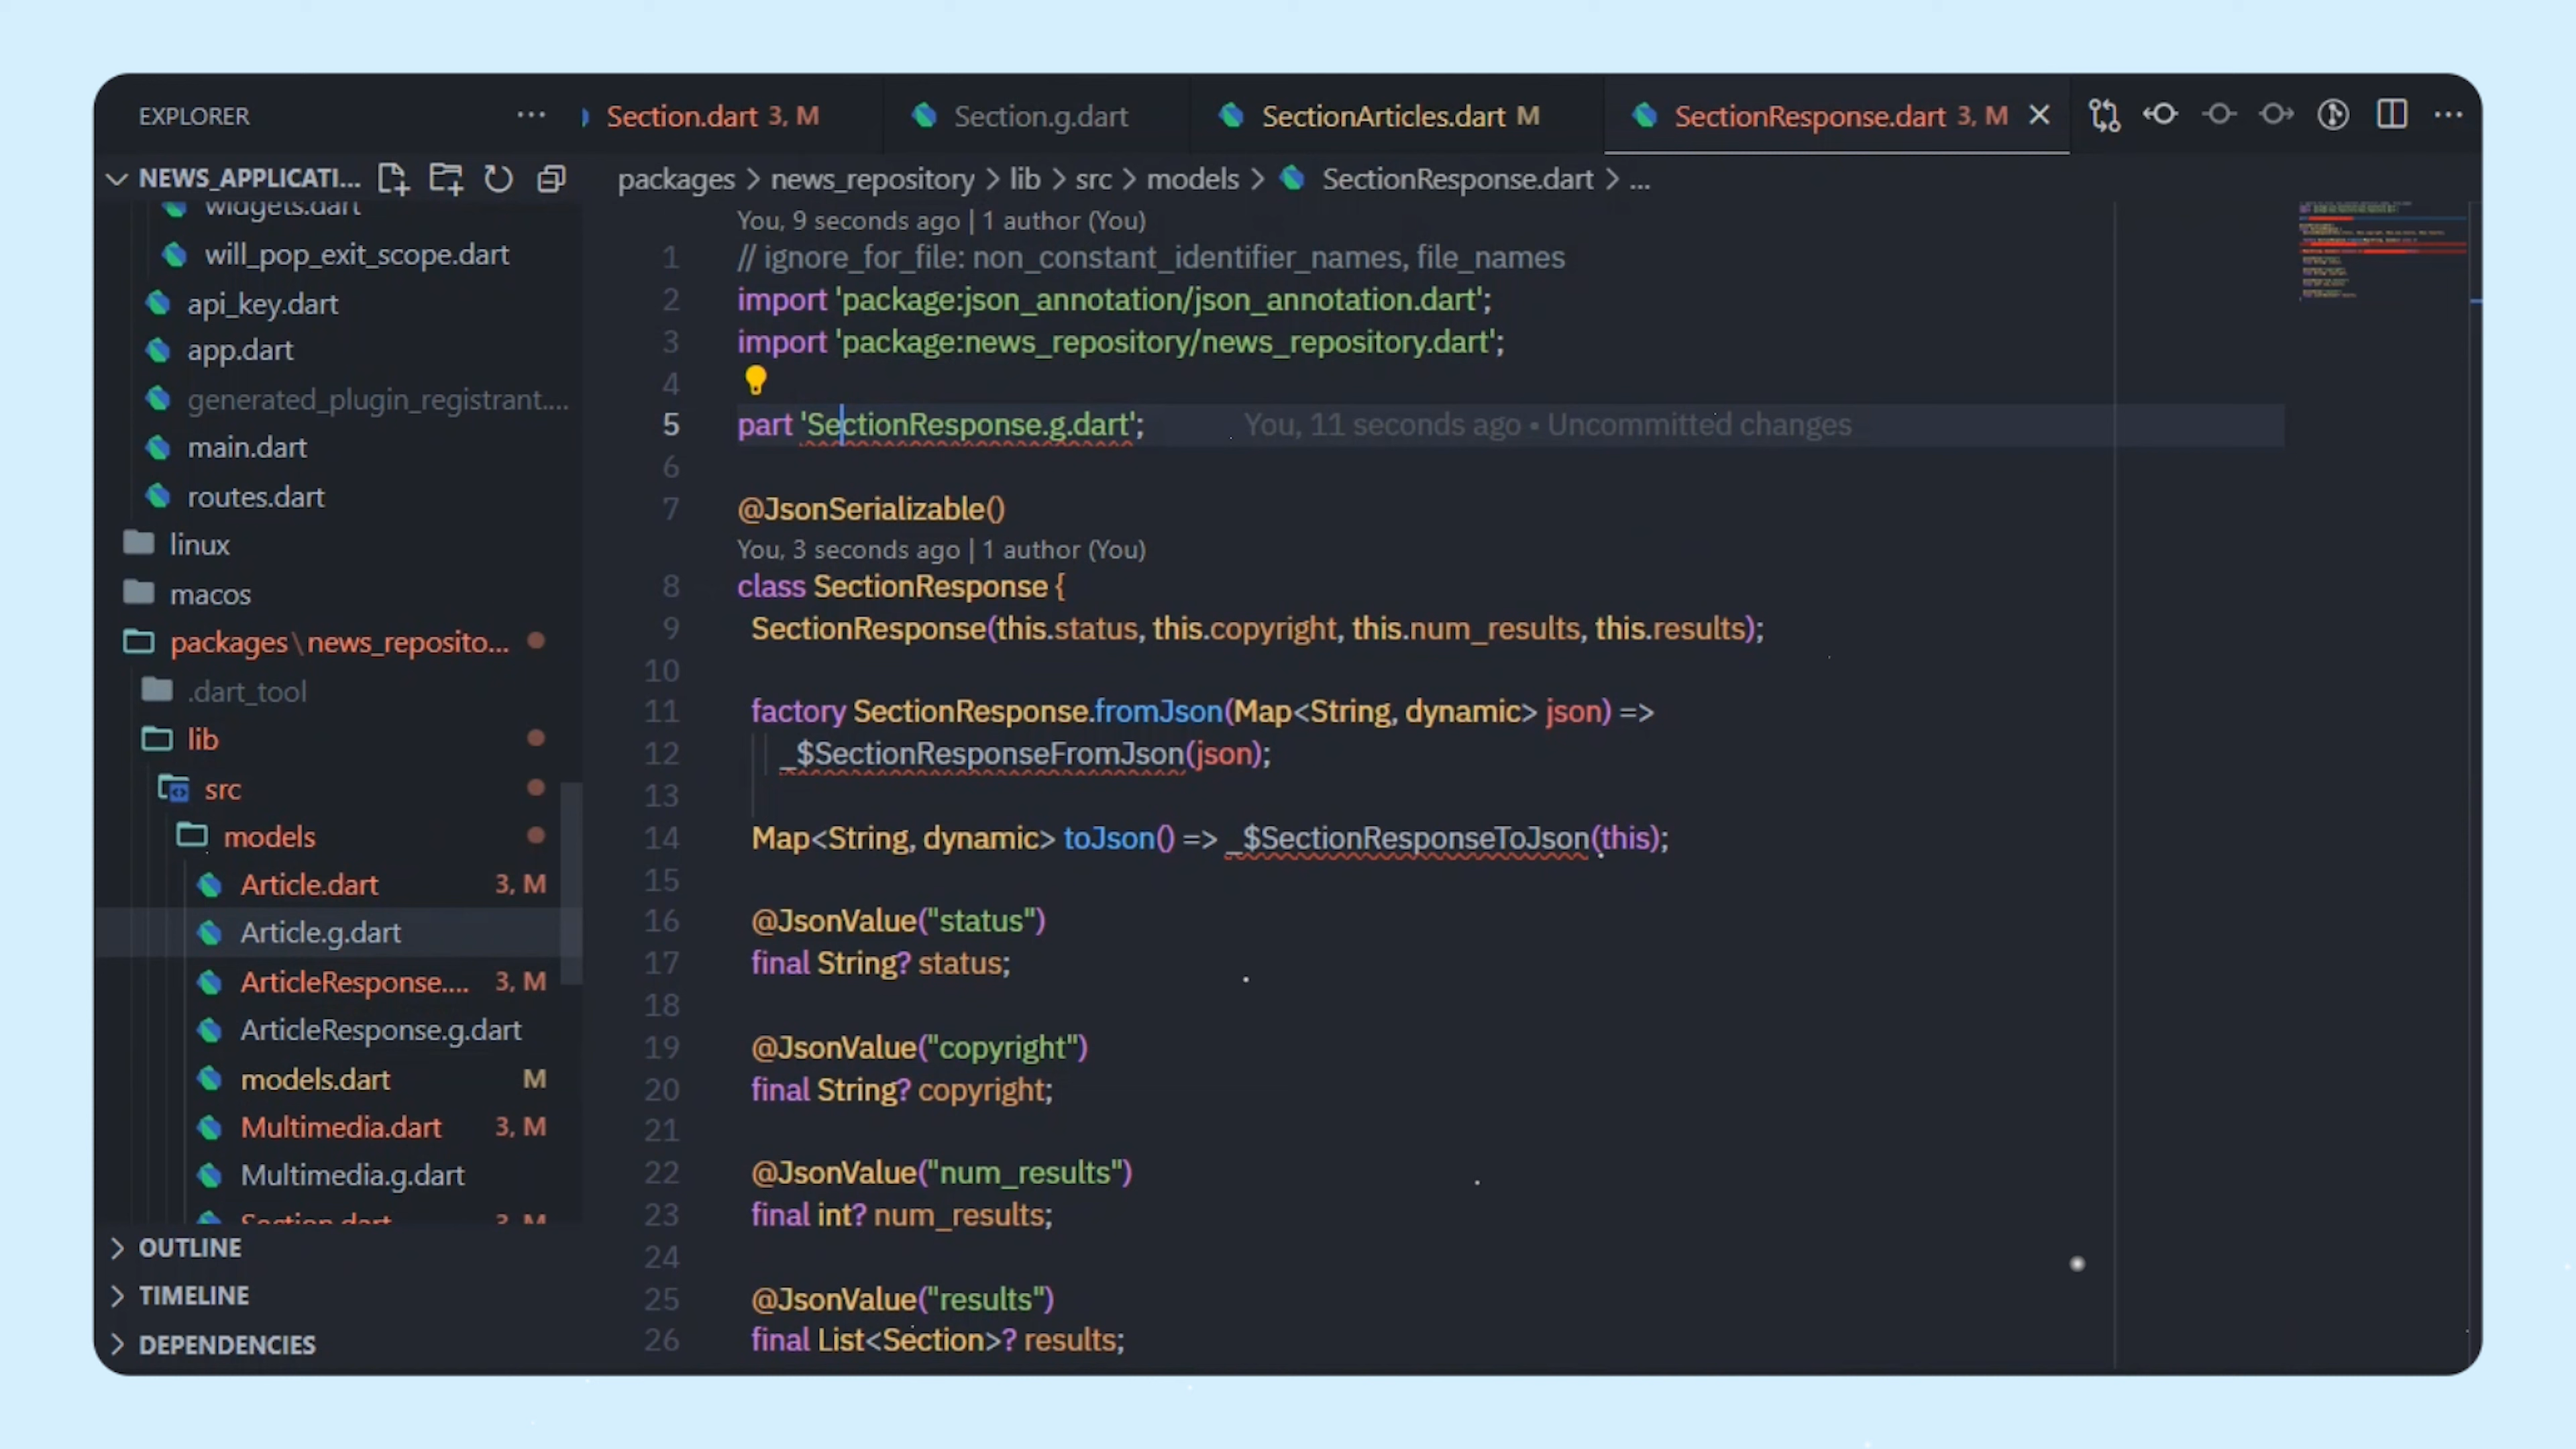 EXPLORER
Section.dart 3, M
Section.g.dart
SectionArticles.dart M
SectionResponse.dart 3, M
NEWS_APPLICATI...
packages > news_repository > lib > src > models > SectionResponse.dart > ...
widgets.dart
will_pop_exit_scope.dart
api_key.dart
app.dart
generated_plugin_registrant....
main.dart
routes.dart
linux
macos
packages\news_reposito...
.dart_tool
lib
src
models
Article.dart 3, M
Article.g.dart
ArticleResponse.... 3, M
ArticleResponse.g.dart
models.dart M
Multimedia.dart 3, M
Multimedia.g.dart
Section.dart 3, M
OUTLINE
TIMELINE
DEPENDENCIES
You, 9 seconds ago | 1 author (You)
1 // ignore_for_file: non_constant_identifier_names, file_names
2 import 'package:json_annotation/json_annotation.dart';
3 import 'package:news_repository/news_repository.dart';
4
5 part 'SectionResponse.g.dart'; You, 11 seconds ago • Uncommitted changes
6
7 @JsonSerializable()
You, 3 seconds ago | 1 author (You)
8 class SectionResponse {
9 SectionResponse(this.status, this.copyright, this.num_results, this.results);
10
11 factory SectionResponse.fromJson(Map<String, dynamic> json) =>
12 _$SectionResponseFromJson(json);
13
14 Map<String, dynamic> toJson() => _$SectionResponseToJson(this);
15
16 @JsonValue("status")
17 final String? status;
18
19 @JsonValue("copyright")
20 final String? copyright;
21
22 @JsonValue("num_results")
23 final int? num_results;
24
25 @JsonValue("results")
26 final List<Section>? results;